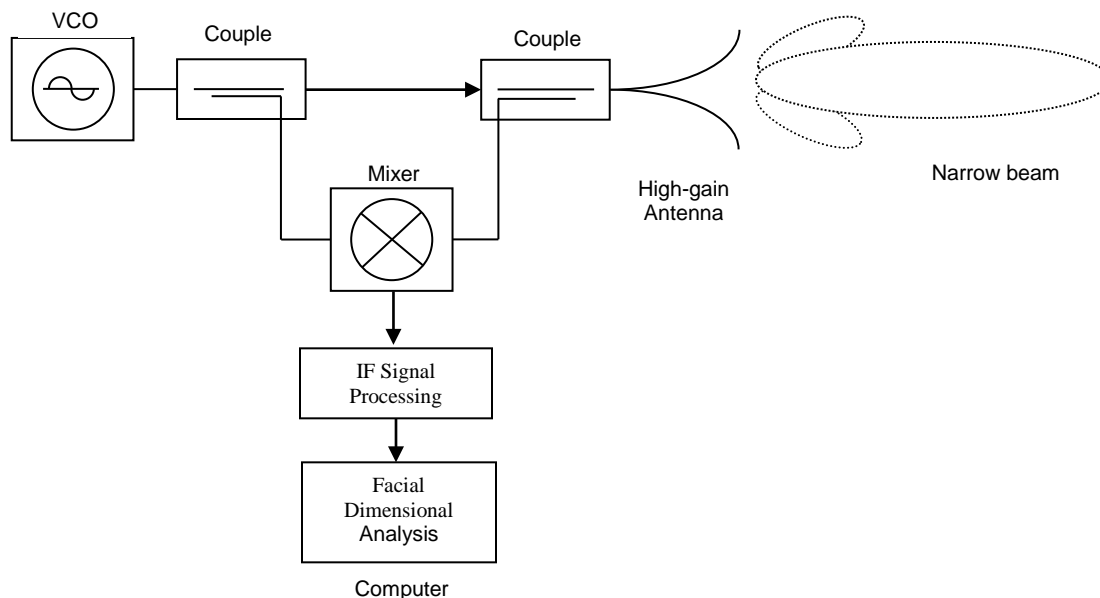 VCO
Couple
Couple
Mixer
High-gain
Antenna
Narrow beam
IF Signal
Processing
Facial
Dimensional
Analysis
Computer